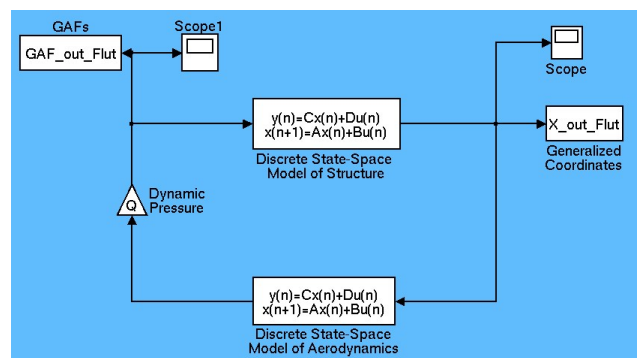 GAFs
GAF_out_Flut
Scope1
Scope
y(n)=Cx(n)+Du(n)
x(n+1)=Ax(n)+Bu(n)
Discrete State-Space
Model of Structure
X_out_Flut
Generalized
Coordinates
Q
Dynamic
Pressure
y(n)=Cx(n)+Du(n)
x(n+1)=Ax(n)+Bu(n)
Discrete State-Space
Model of Aerodynamics